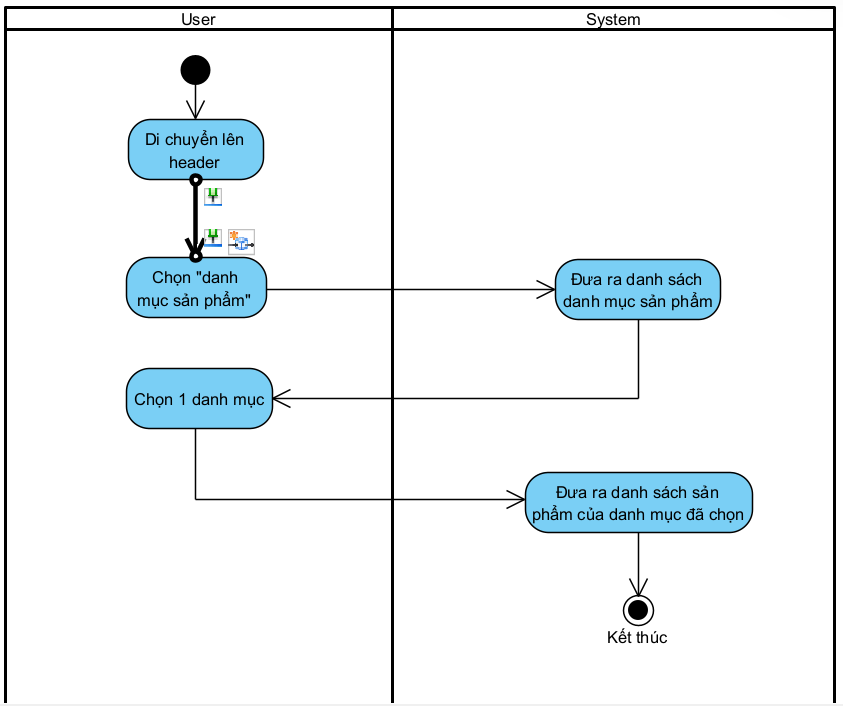 User
System
Di chuyển lên
header
Chọn "danh
mục sản phẩm"
Đưa ra danh sách
danh mục sản phẩm
Chọn 1 danh mục
Đưa ra danh sách sản
phẩm của danh mục đã chọn
Kết thúc